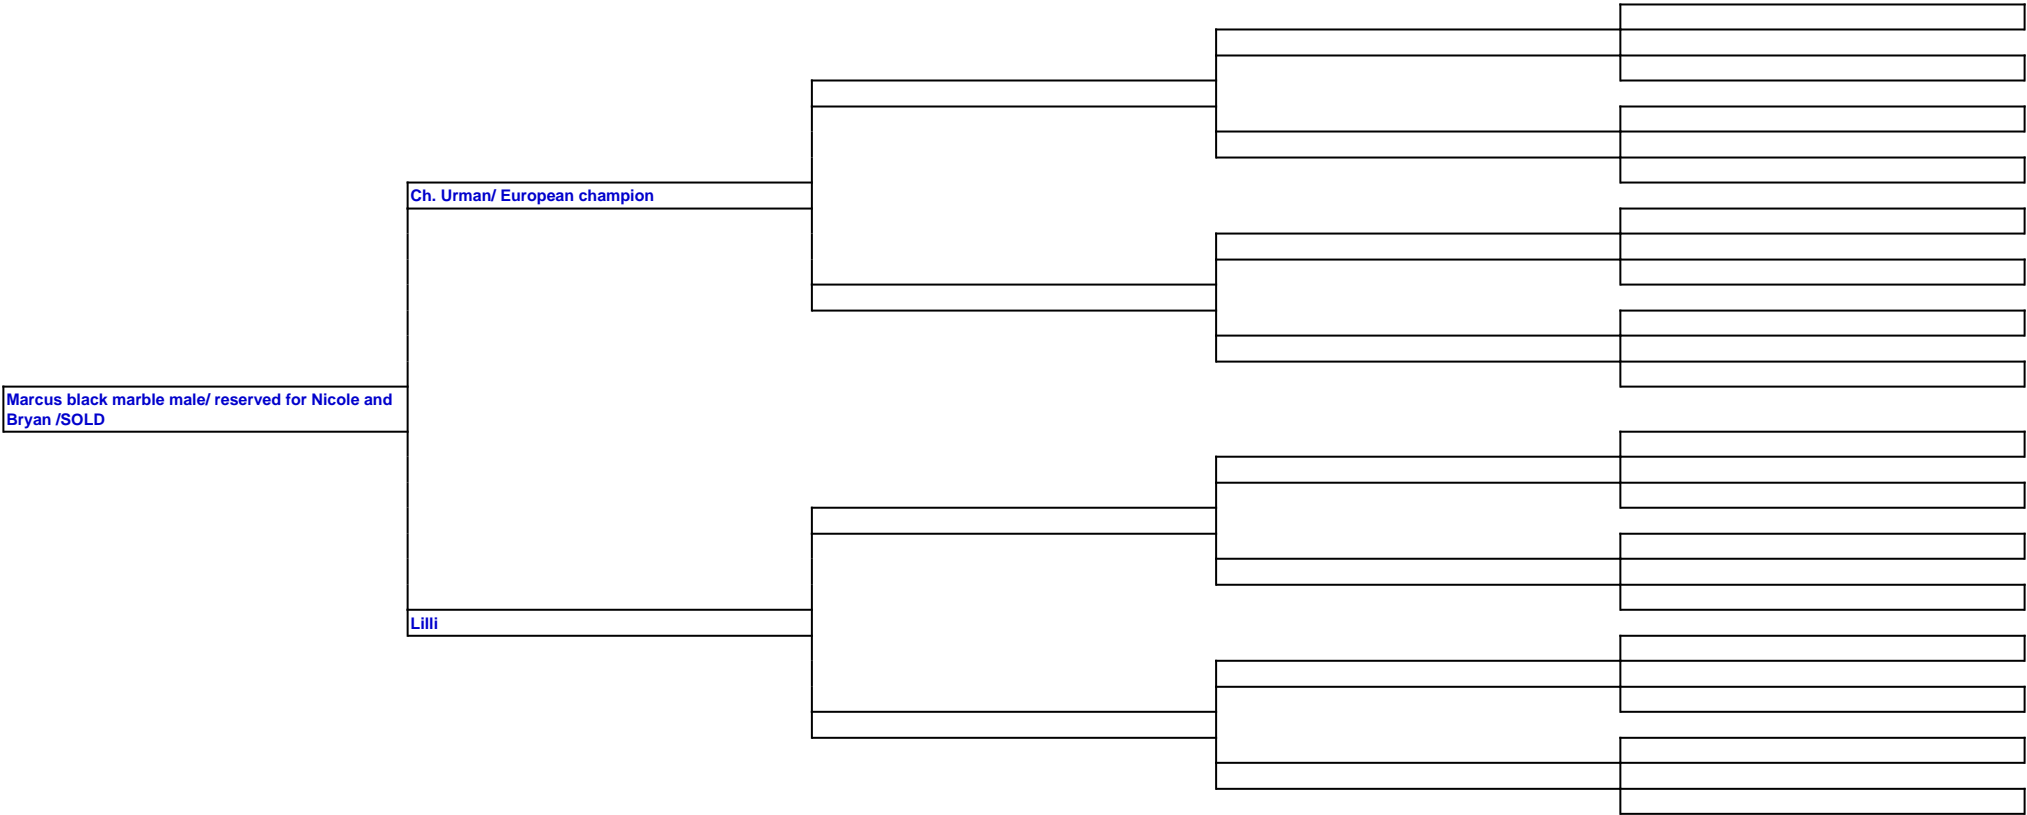 Ch. Urman/ European champion
Marcus black marble male/ reserved for Nicole and
Bryan /SOLD
Lilli